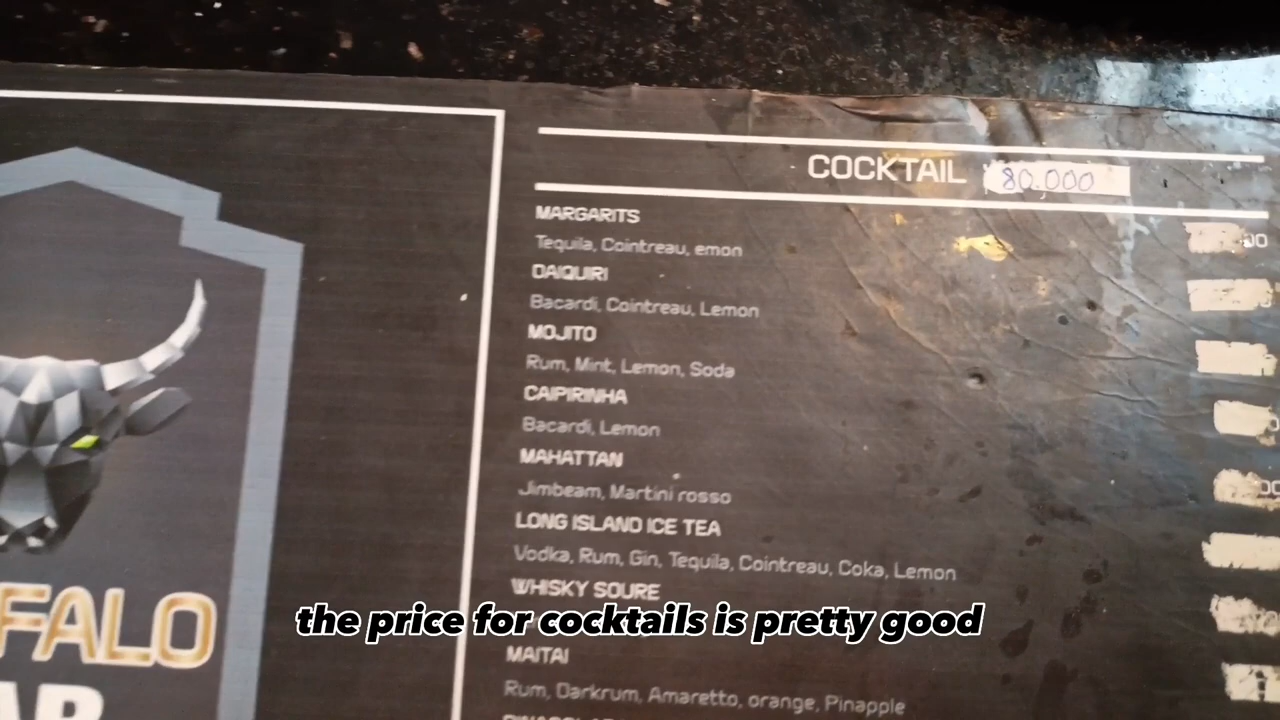 COCKTAIL 80.000
MARGARITS
Tequila, Cointreau, emon
DAIQUIRI
Bacardi, Cointreau, Lemon
MOJITO
Rum, Mint, Lemon, Soda
CAIPIRINHA
Bacardi, Lemon
MAHATTAN
Jimbeam, Martini rosso
LONG ISLAND ICE TEA
Vodka, Rum, Gin, Tequila, Cointreau, Coka, Lemon
WHISKY SOURE
the price for cocktails is pretty good
MAITAI
Rum, Darkrum, Amaretto, orange, Pinapple
FALO